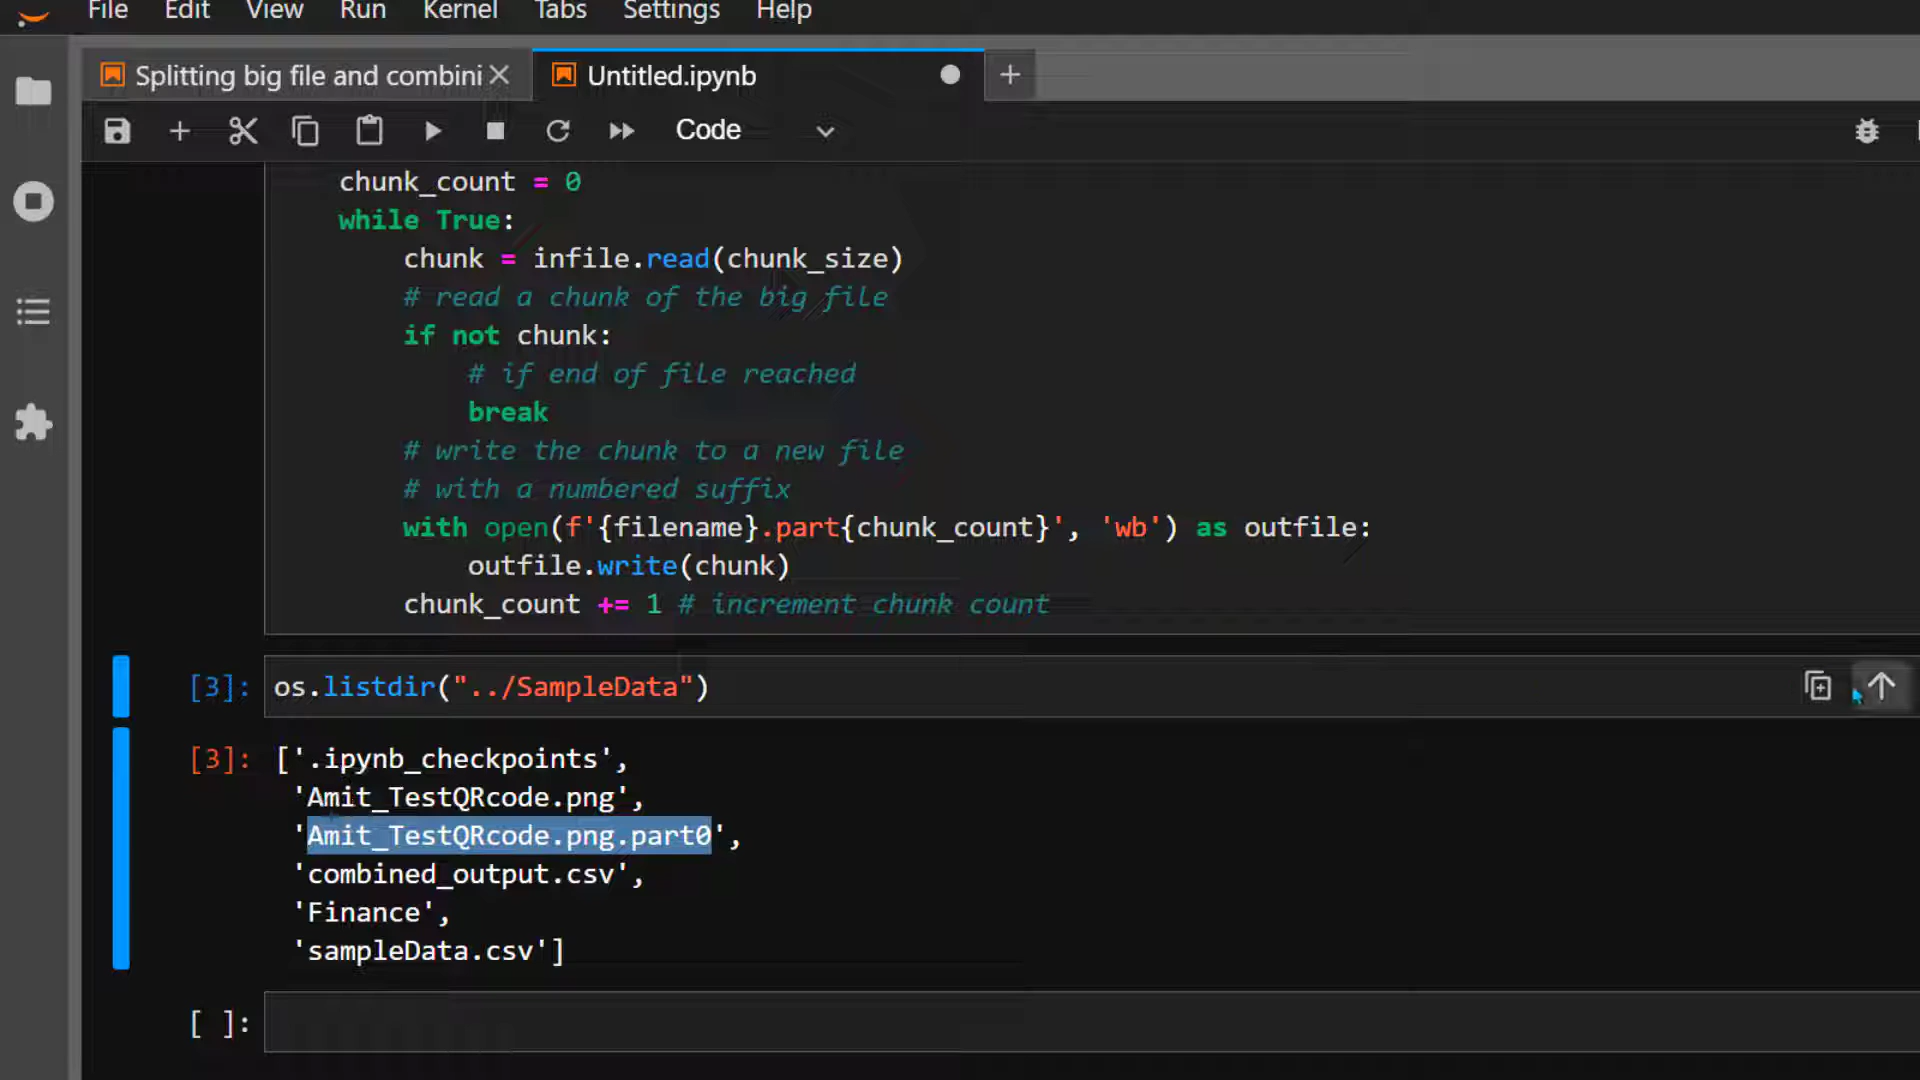 File Edit View Run Kernel Tabs Settings Help
Splitting big file and combini Untitled.ipynb
Code
chunk_count = 0
while True:
chunk = infile.read(chunk_size)
# read a chunk of the big file
if not chunk:
# if end of file reached
break
# write the chunk to a new file
# with a numbered suffix
with open(f'{filename}.part{chunk_count}', 'wb') as outfile:
outfile.write(chunk)
chunk_count += 1 # increment chunk count
[3]: os.listdir("../SampleData")
[3]: ['.ipynb_checkpoints',
'Amit_TestQRcode.png',
'Amit_TestQRcode.png.part0',
'combined_output.csv',
'Finance',
'sampleData.csv']
[ ]: